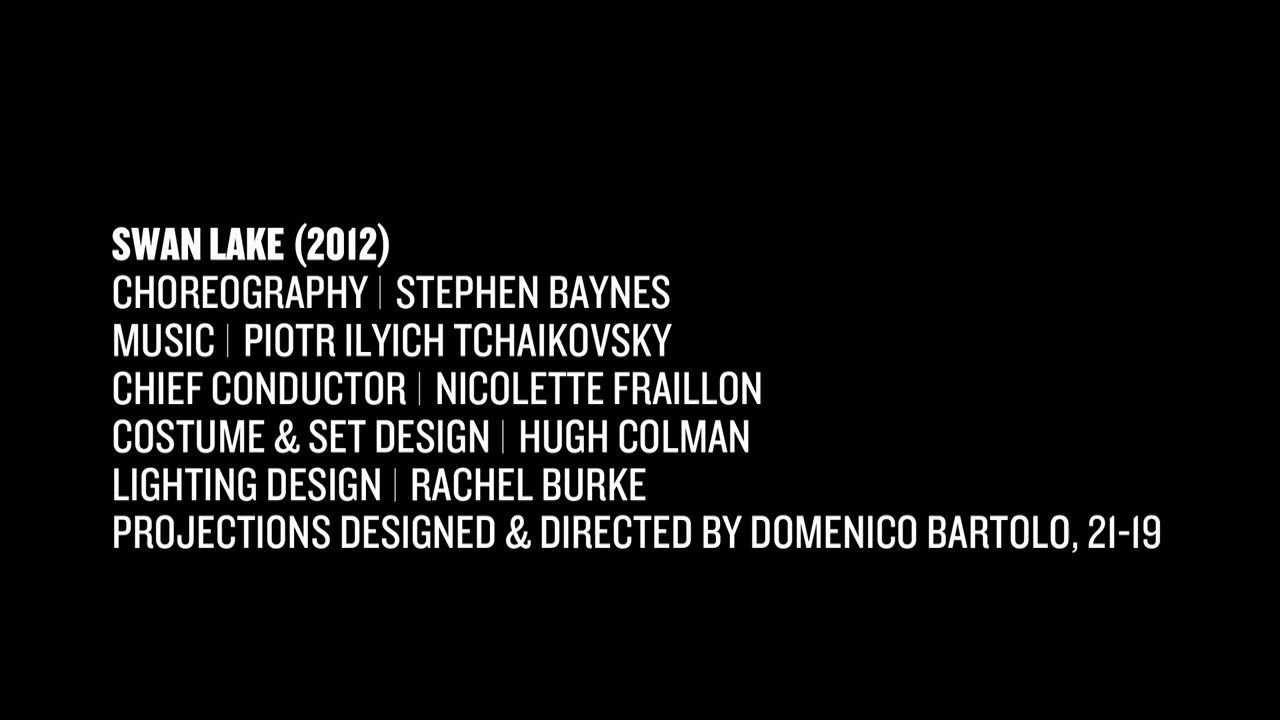 SWAN LAKE (2012)
CHOREOGRAPHY | STEPHEN BAYNES
MUSIC | PIOTR ILYICH TCHAIKOVSKY
CHIEF CONDUCTOR | NICOLETTE FRAILLON
COSTUME & SET DESIGN | HUGH COLMAN
LIGHTING DESIGN | RACHEL BURKE
PROJECTIONS DESIGNED & DIRECTED BY DOMENICO BARTOLO, 21-19